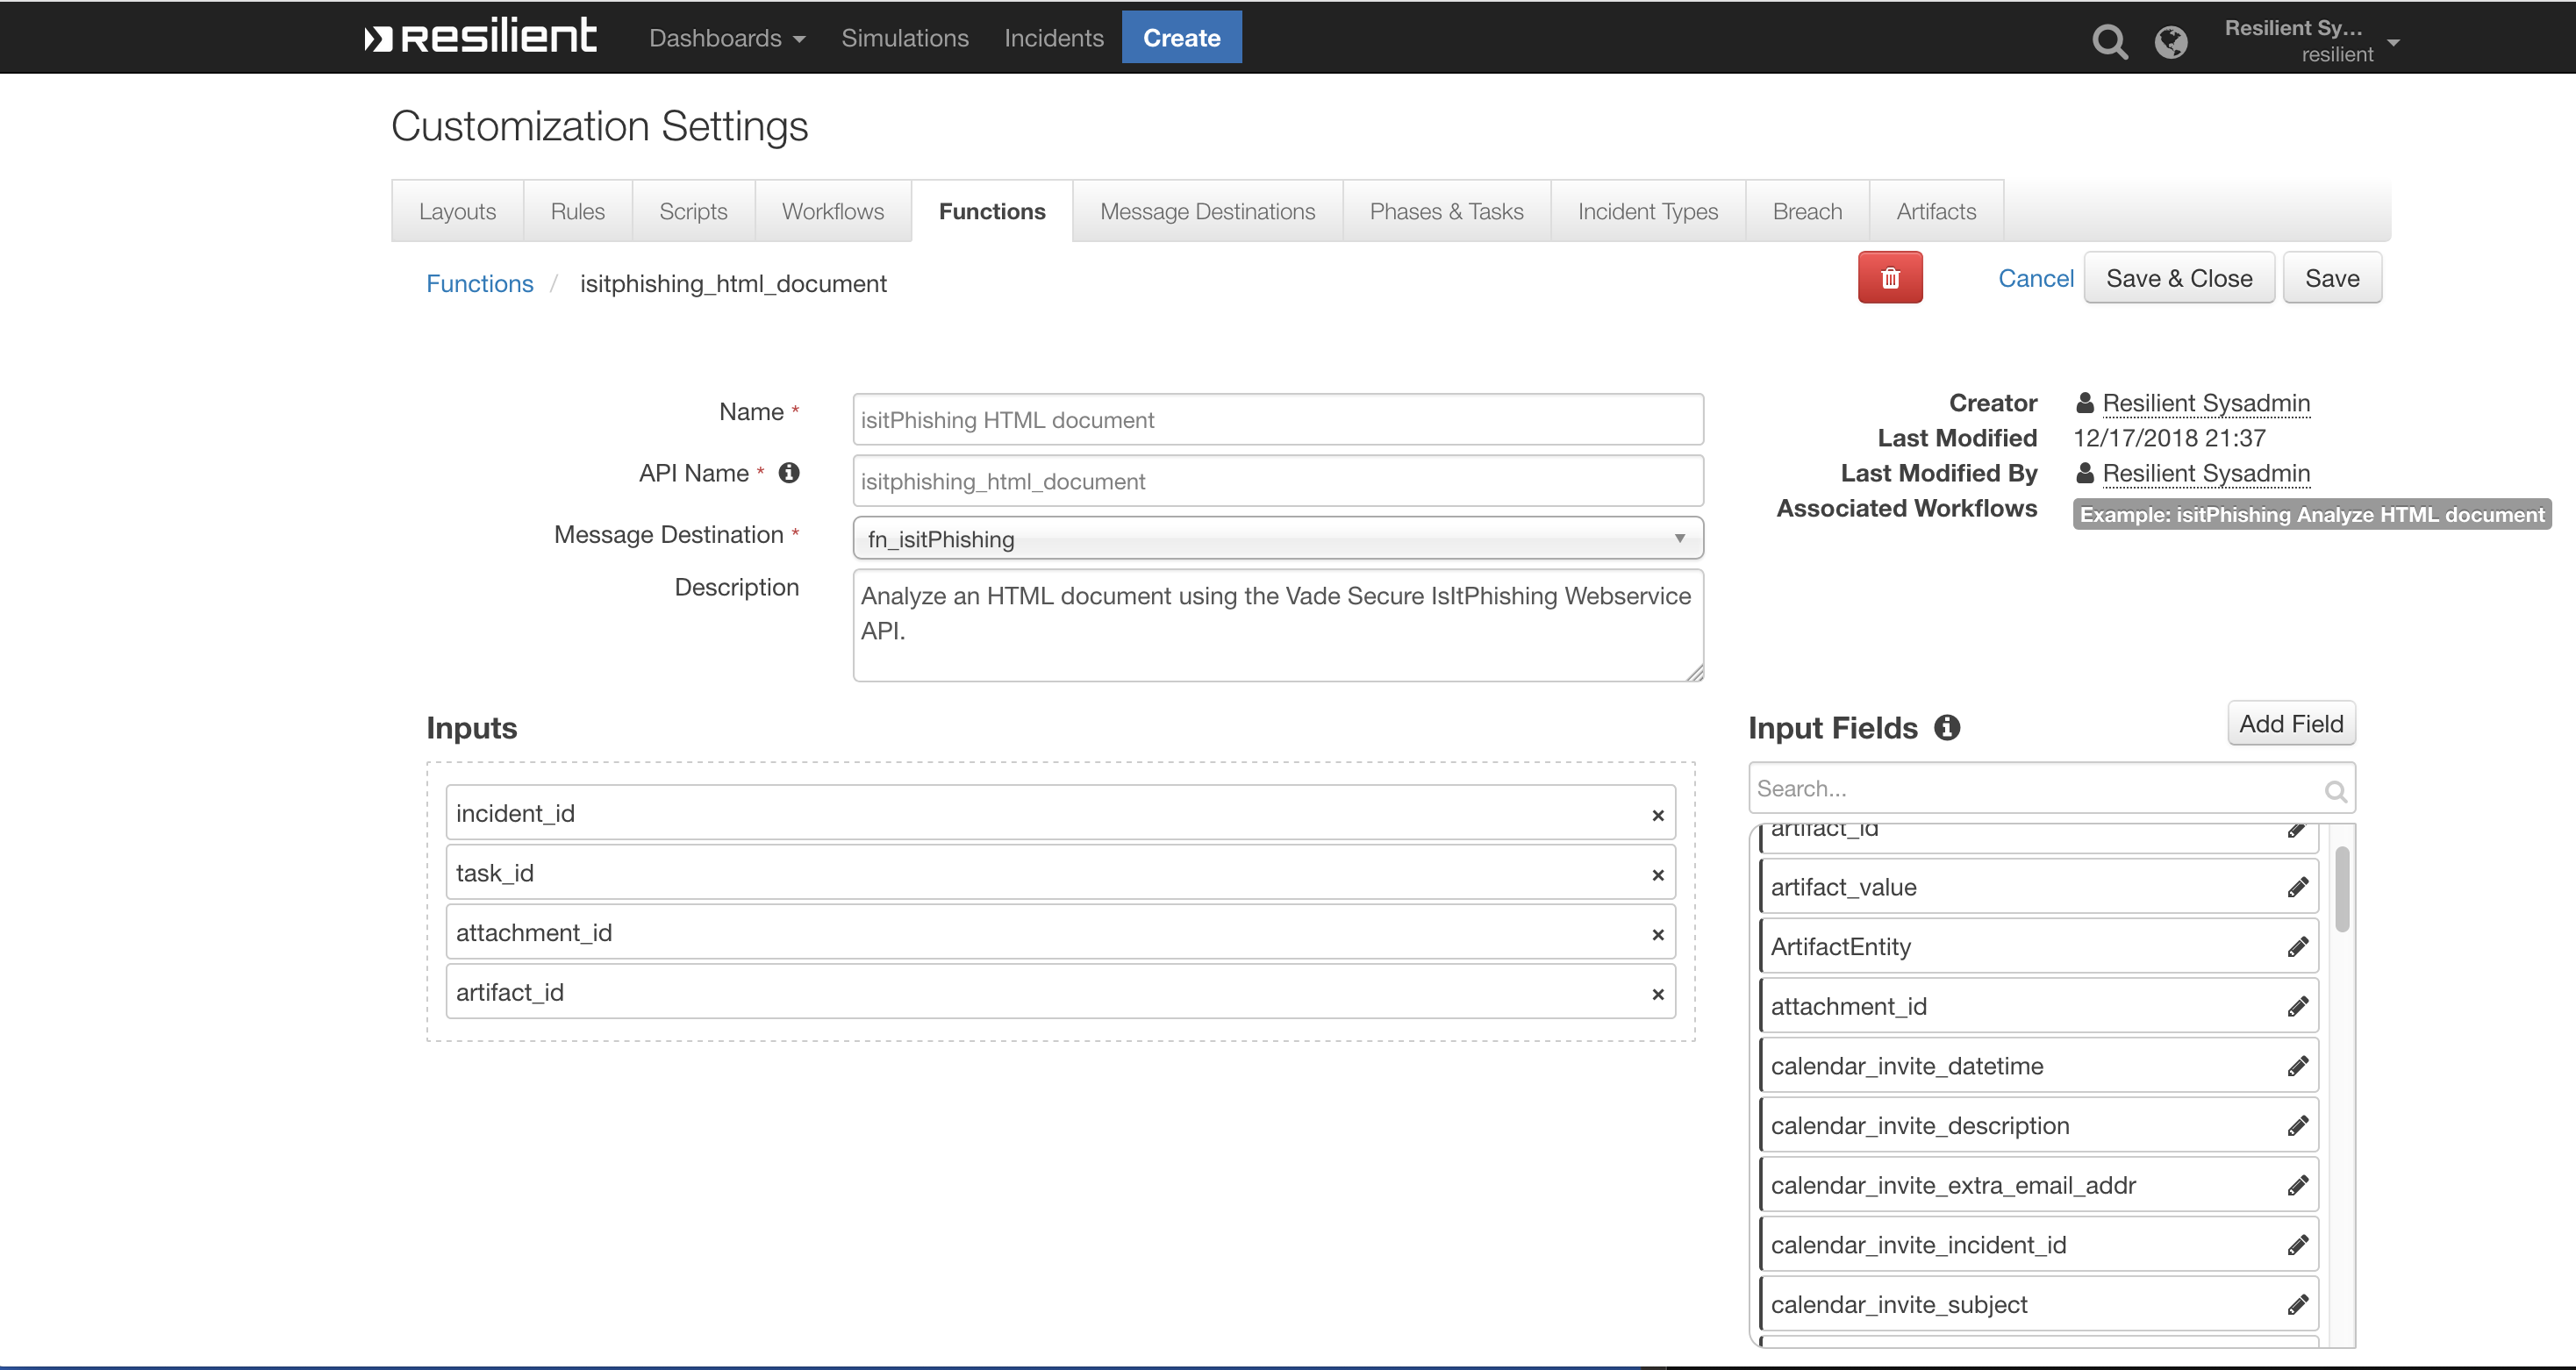 resilient
Dashboards
Simulations
Incidents
Create
Resilient Sy...
resilient
Customization Settings
Layouts
Rules
Scripts
Workflows
Functions
Message Destinations
Phases & Tasks
Incident Types
Breach
Artifacts
Functions / isitphishing_html_document
Cancel
Save & Close
Save
Name *
isitPhishing HTML document
API Name *
isitphishing_html_document
Message Destination *
fn_isitPhishing
Description
Analyze an HTML document using the Vade Secure IsItPhishing Webservice
API.
Creator
Resilient Sysadmin
Last Modified
12/17/2018 21:37
Last Modified By
Resilient Sysadmin
Associated Workflows
Example: isitPhishing Analyze HTML document
Inputs
incident_id
task_id
attachment_id
artifact_id
Input Fields
Add Field
Search...
artifact_id
artifact_value
ArtifactEntity
attachment_id
calendar_invite_datetime
calendar_invite_description
calendar_invite_extra_email_addr
calendar_invite_incident_id
calendar_invite_subject